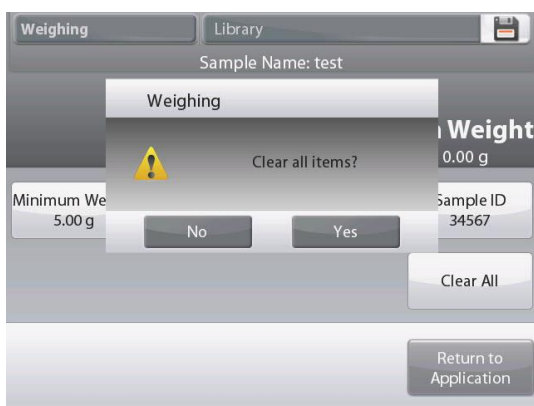 Weighing
Library
Sample Name: test
Weighing
Weight
0.00 g
Clear all items?
Minimum We
5.00 g
Sample ID
34567
No
Yes
Clear All
Return to
Application